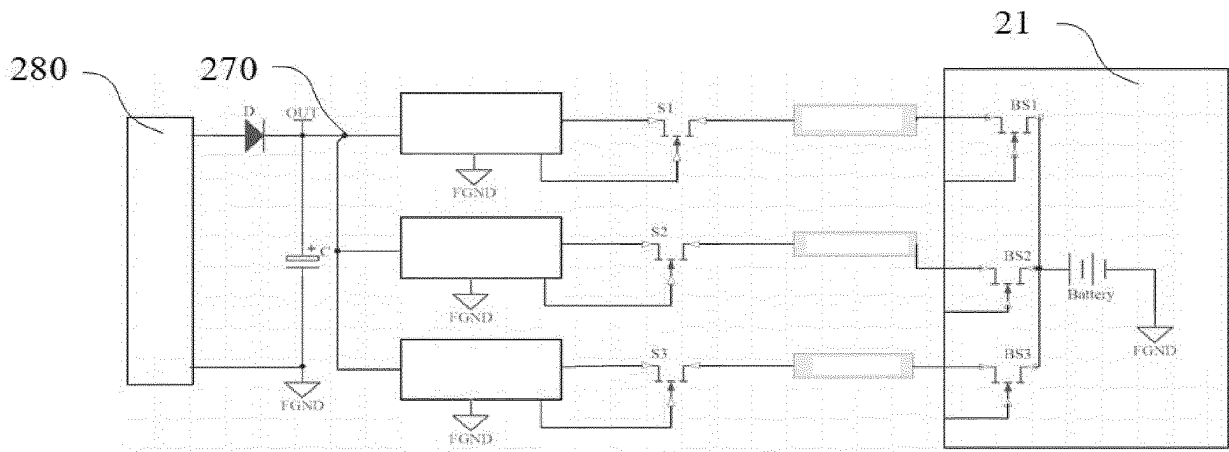 280
270
21
D
OUT
S1
BS1
FGND
S2
C
BS2
Battery
FGND
FGND
S3
BS3
FGND
FGND